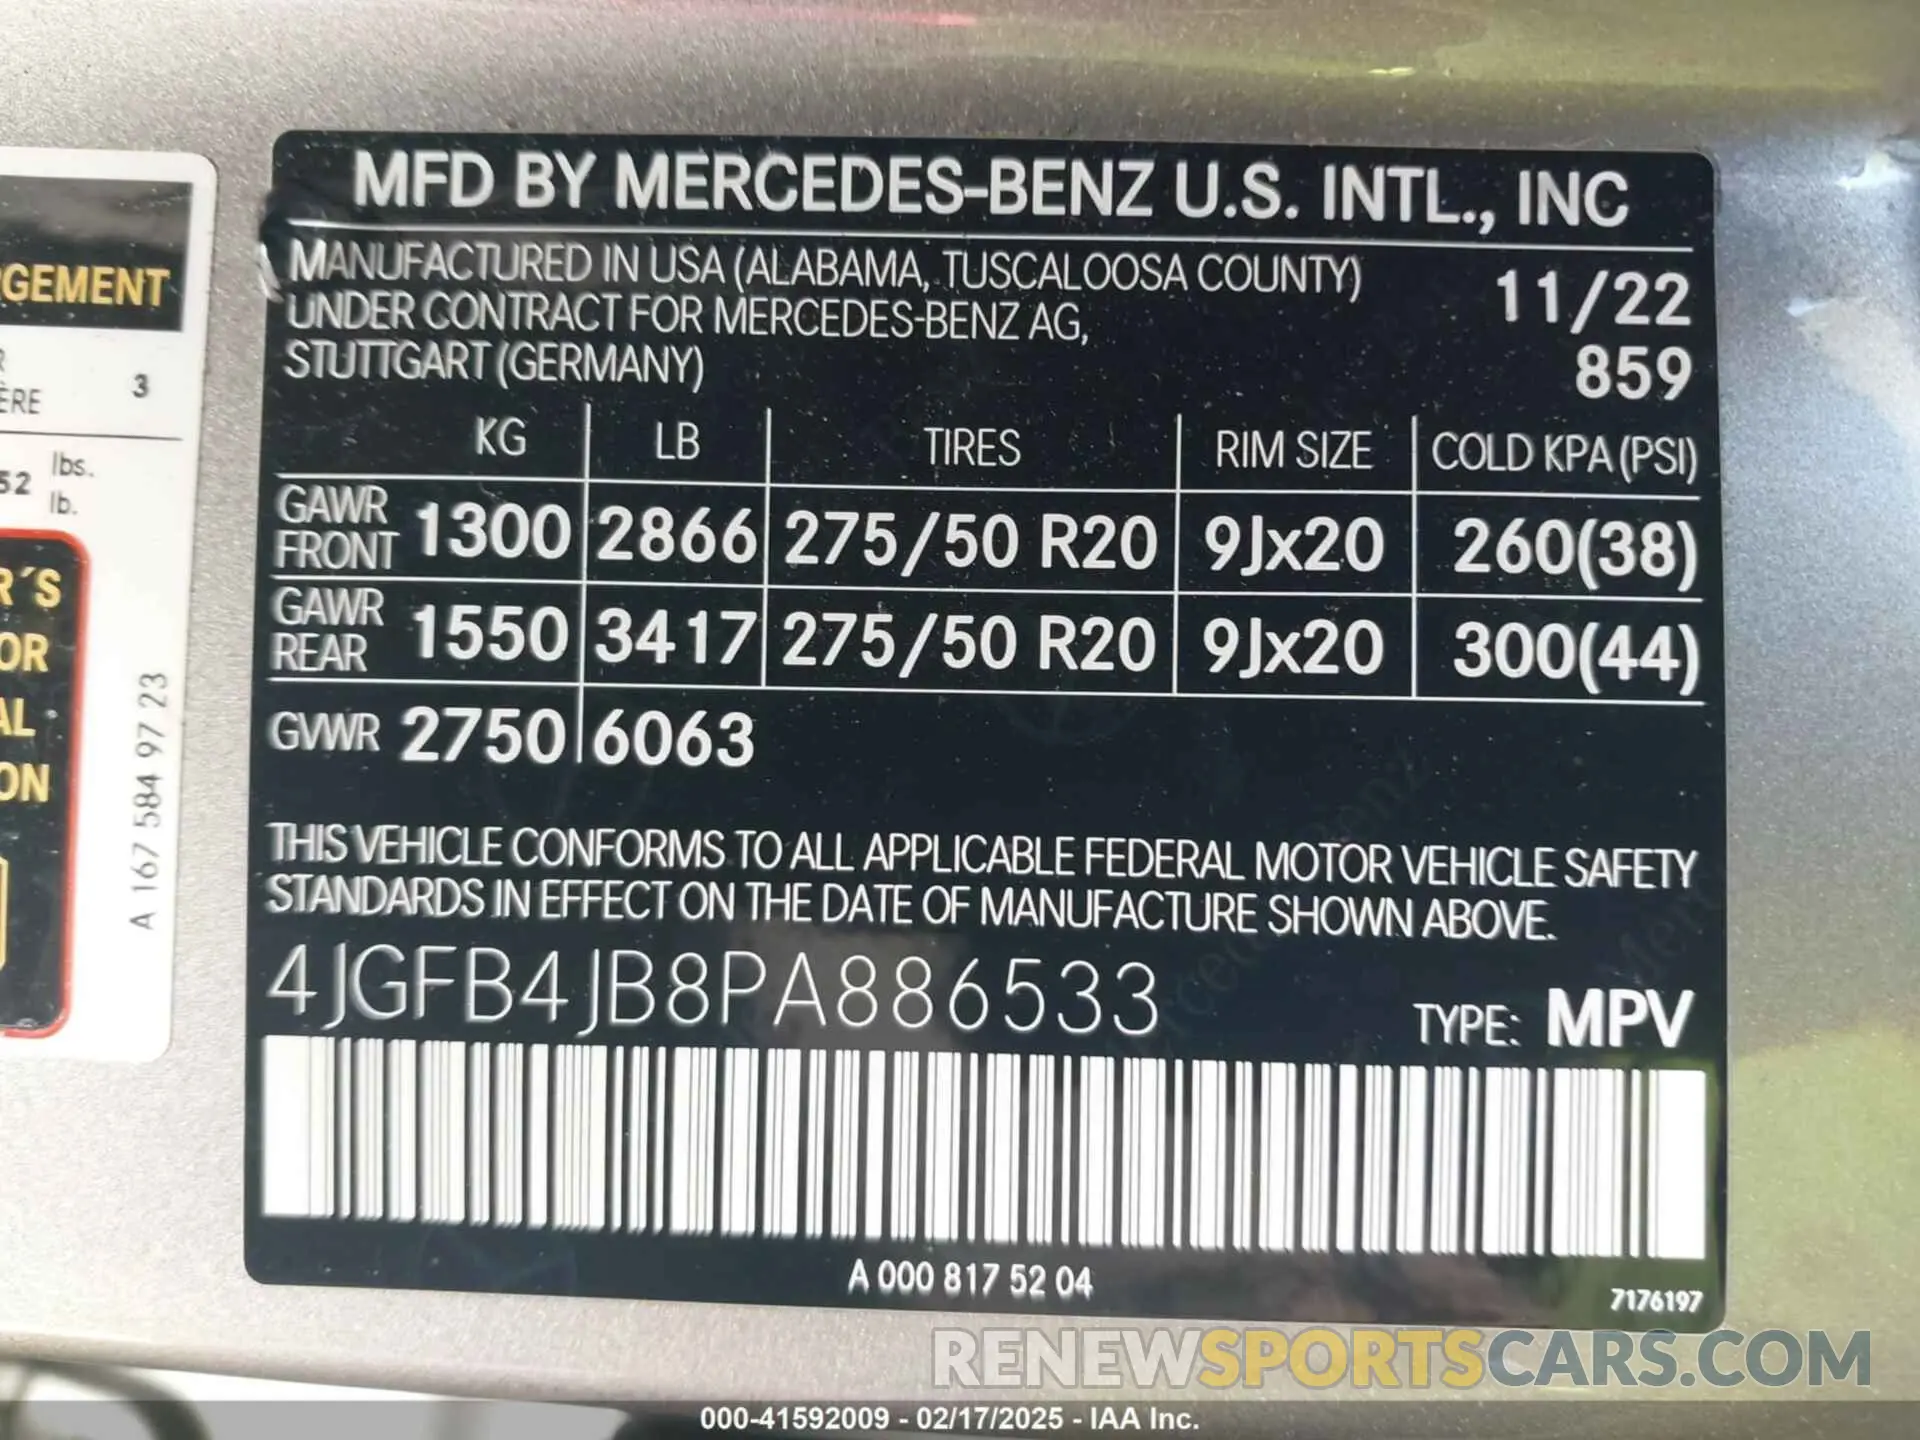 GEMENT
R
ÈRE 3
52 lbs.
lb.
R´S
OR
AL
ON
A 167 584 97 23
MFD BY MERCEDES-BENZ U.S. INTL., INC
MANUFACTURED IN USA (ALABAMA, TUSCALOOSA COUNTY)
UNDER CONTRACT FOR MERCEDES-BENZ AG,
STUTTGART (GERMANY)
11/22
859
KG LB TIRES RIM SIZE COLD KPA (PSI)
GAWR FRONT 1300 2866 275/50 R20 9Jx20 260(38)
GAWR REAR 1550 3417 275/50 R20 9Jx20 300(44)
GVWR 2750 6063
THIS VEHICLE CONFORMS TO ALL APPLICABLE FEDERAL MOTOR VEHICLE SAFETY
STANDARDS IN EFFECT ON THE DATE OF MANUFACTURE SHOWN ABOVE.
4JGFB4JB8PA886533
TYPE: MPV
A 000 817 52 04
7176197
RENEWSPORTSCARS.COM
000-41592009 - 02/17/2025 - IAA Inc.